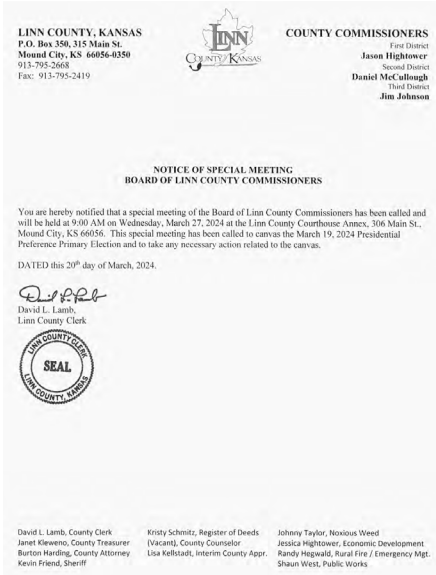 LINN COUNTY, KANSAS
P.O. Box 350, 315 Main St.
Mound City, KS 66056-0350
913-795-2668
Fax: 913-795-2419
LINN
COUNTY KANSAS
COUNTY COMMISSIONERS
First District
Jason Hightower
Second District
Daniel McCullough
Third District
Jim Johnson
NOTICE OF SPECIAL MEETING
BOARD OF LINN COUNTY COMMISSIONERS
You are hereby notified that a special meeting of the Board of Linn County Commissioners has been called and
will be held at 9:00 AM on Wednesday, March 27, 2024 at the Linn County Courthouse Annex, 306 Main St.,
Mound City, KS 66056. This special meeting has been called to canvas the March 19, 2024 Presidential
Preference Primary Election and to take any necessary action related to the canvas.
DATED this 20th day of March, 2024.
David L. Lamb
David L. Lamb,
Linn County Clerk
LINN COUNTY CLERK
SEAL
LINN COUNTY, KANSAS
David L. Lamb, County Clerk
Janet Kleweno, County Treasurer
Burton Harding, County Attorney
Kevin Friend, Sheriff
Kristy Schmitz, Register of Deeds
(Vacant), County Counselor
Lisa Kellstadt, Interim County Appr.
Johnny Taylor, Noxious Weed
Jessica Hightower, Economic Development
Randy Hegwald, Rural Fire / Emergency Mgt.
Shaun West, Public Works